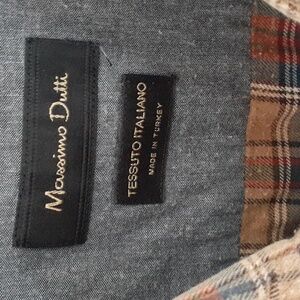 Massimo Dutti
TESSUTO ITALIANO
MADE IN TURKEY